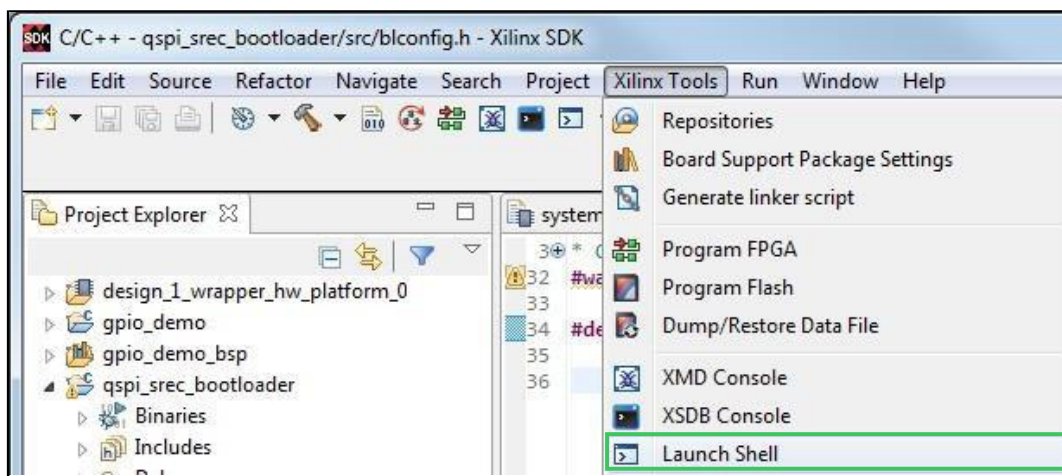 SDK C/C++ - qspi_srec_bootloader/src/blconfig.h - Xilinx SDK
File Edit Source Refactor Navigate Search Project Xilinx Tools Run Window Help
010
Repositories
Board Support Package Settings
Generate linker script
Program FPGA
Program Flash
Dump/Restore Data File
XMD Console
XSDB Console
Launch Shell
Project Explorer
design_1_wrapper_hw_platform_0
gpio_demo
gpio_demo_bsp
qspi_srec_bootloader
Binaries
Includes
system
3 *
32 #wa
33
34 #de
35
36